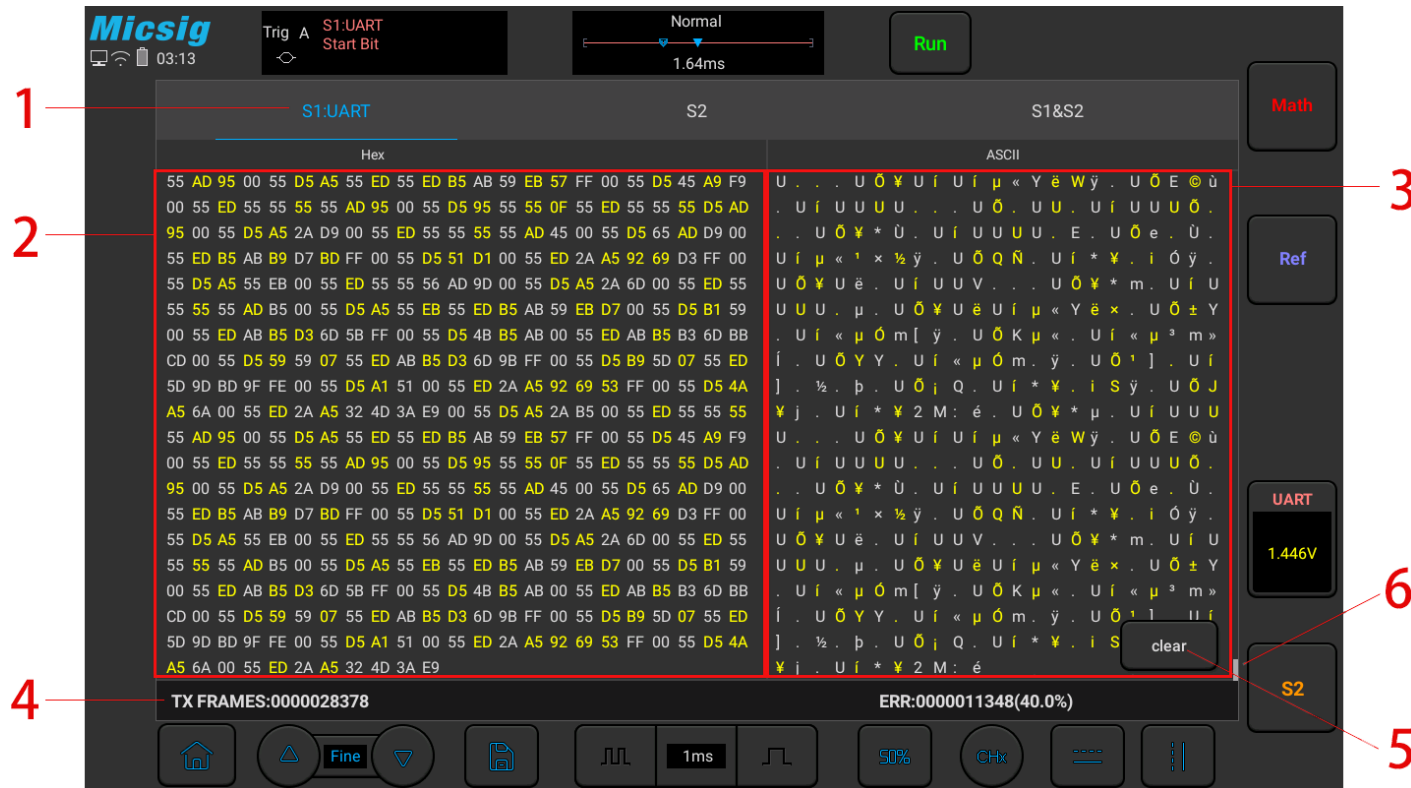 Micsig
Trig A S1:UART
Start Bit
03:13
Normal
1.64ms
Run
1
S1:UART S2 S1&S2
Math
Hex ASCII
2
3
55 AD 95 00 55 D5 A5 55 ED 55 ED B5 AB 59 EB 57 FF 00 55 D5 45 A9 F9 U . . . U Õ ¥ U í U í µ « Y ë W ÿ . U Õ E © ù
00 55 ED 55 55 55 55 AD 95 00 55 D5 95 55 55 0F 55 ED 55 55 55 D5 AD . U í U U U U . . . U Õ . U U . U í U U U Õ .
95 00 55 D5 A5 2A D9 00 55 ED 55 55 55 55 AD 45 00 55 D5 65 AD D9 00 . . U Õ ¥ * Ù . U í U U U U . E . U Õ e . Ù .
55 ED B5 AB B9 D7 BD FF 00 55 D5 51 D1 00 55 ED 2A A5 92 69 D3 FF 00 U í µ « ¹ × ½ ÿ . U Õ Q Ñ . U í * ¥ . i Ó ÿ .
55 D5 A5 55 EB 00 55 ED 55 55 56 AD 9D 00 55 D5 A5 2A 6D 00 55 ED 55 U Õ ¥ U ë . U í U U V . . . U Õ ¥ * m . U í U
55 55 55 AD B5 00 55 D5 A5 55 EB 55 ED B5 AB 59 EB D7 00 55 D5 B1 59 U U U . µ . U Õ ¥ U ë U í µ « Y ë × . U Õ ± Y
00 55 ED AB B5 D3 6D 5B FF 00 55 D5 4B B5 AB 00 55 ED AB B5 B3 6D BB . U í « µ Ó m [ ÿ . U Õ K µ « . U í « µ ³ m »
CD 00 55 D5 59 59 07 55 ED AB B5 D3 6D 9B FF 00 55 D5 B9 5D 07 55 ED Í . U Õ Y Y . U í « µ Ó m . ÿ . U Õ ¹ ] . U í
5D 9D BD 9F FE 00 55 D5 A1 51 00 55 ED 2A A5 92 69 53 FF 00 55 D5 4A ] . ½ . þ . U Õ ¡ Q . U í * ¥ . i S ÿ . U Õ J
A5 6A 00 55 ED 2A A5 32 4D 3A E9 00 55 D5 A5 2A B5 00 55 ED 55 55 55 ¥ j . U í * ¥ 2 M : é . U Õ ¥ * µ . U í U U U
55 AD 95 00 55 D5 A5 55 ED 55 ED B5 AB 59 EB 57 FF 00 55 D5 45 A9 F9 U . . . U Õ ¥ U í U í µ « Y ë W ÿ . U Õ E © ù
00 55 ED 55 55 55 55 AD 95 00 55 D5 95 55 55 0F 55 ED 55 55 55 D5 AD . U í U U U U . . . U Õ . U U . U í U U U Õ .
95 00 55 D5 A5 2A D9 00 55 ED 55 55 55 55 AD 45 00 55 D5 65 AD D9 00 . . U Õ ¥ * Ù . U í U U U U . E . U Õ e . Ù .
55 ED B5 AB B9 D7 BD FF 00 55 D5 51 D1 00 55 ED 2A A5 92 69 D3 FF 00 U í µ « ¹ × ½ ÿ . U Õ Q Ñ . U í * ¥ . i Ó ÿ .
55 D5 A5 55 EB 00 55 ED 55 55 56 AD 9D 00 55 D5 A5 2A 6D 00 55 ED 55 U Õ ¥ U ë . U í U U V . . . U Õ ¥ * m . U í U
55 55 55 AD B5 00 55 D5 A5 55 EB 55 ED B5 AB 59 EB D7 00 55 D5 B1 59 U U U . µ . U Õ ¥ U ë U í µ « Y ë × . U Õ ± Y
00 55 ED AB B5 D3 6D 5B FF 00 55 D5 4B B5 AB 00 55 ED AB B5 B3 6D BB . U í « µ Ó m [ ÿ . U Õ K µ « . U í « µ ³ m »
CD 00 55 D5 59 59 07 55 ED AB B5 D3 6D 9B FF 00 55 D5 B9 5D 07 55 ED Í . U Õ Y Y . U í « µ Ó m . ÿ . U Õ ¹ ] . U í
5D 9D BD 9F FE 00 55 D5 A1 51 00 55 ED 2A A5 92 69 53 FF 00 55 D5 4A ] . ½ . þ . U Õ ¡ Q . U í * ¥ . i S
A5 6A 00 55 ED 2A A5 32 4D 3A E9 ¥ j . U í * ¥ 2 M : é
clear
Ref
UART
1.446V
6
S2
4
TX FRAMES:0000028378 ERR:0000011348(40.0%)
5
Fine 1ms 50% CHx